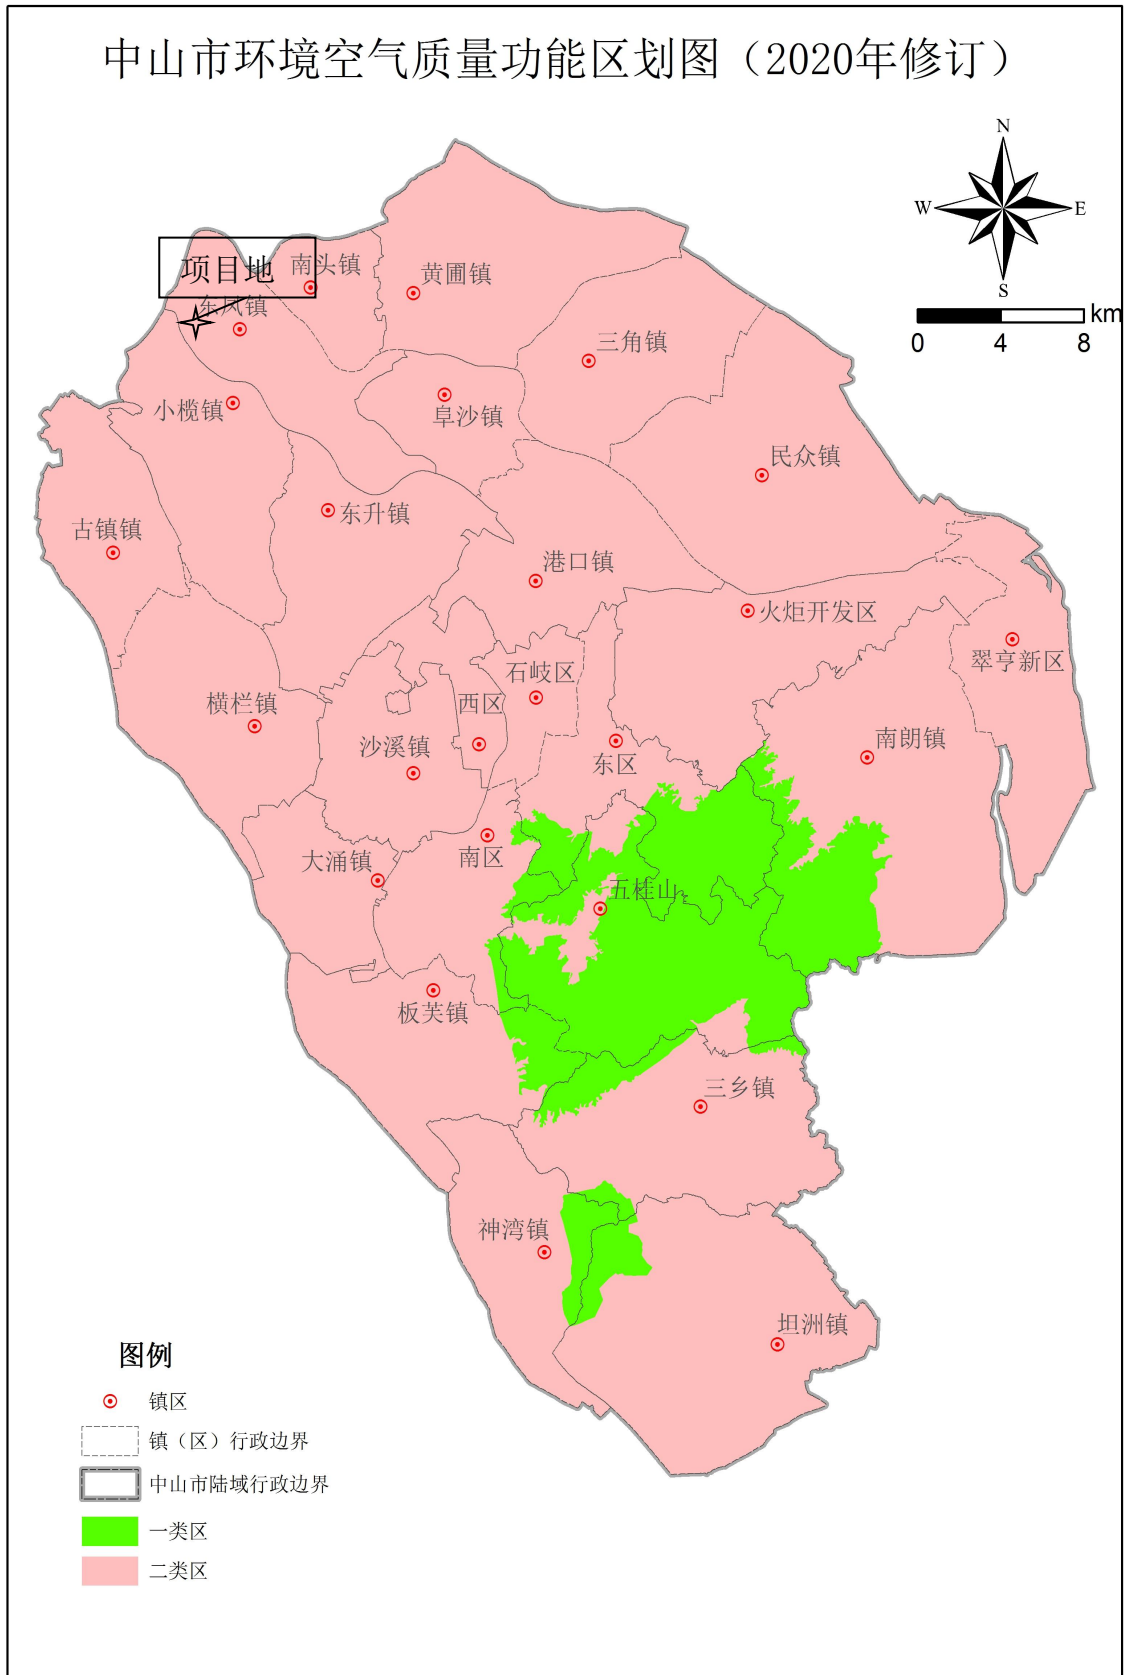 中山市环境空气质量功能区划图（2020年修订）
N
W
E
S
km
0
4
8
项目地
南头镇
黄圃镇
东凤镇
三角镇
小榄镇
阜沙镇
民众镇
东升镇
古镇镇
港口镇
火炬开发区
翠亨新区
石岐区
西区
横栏镇
沙溪镇
东区
南朗镇
南区
大涌镇
五桂山
板芙镇
三乡镇
神湾镇
坦洲镇
图例
镇区
镇（区）行政边界
中山市陆域行政边界
一类区
二类区